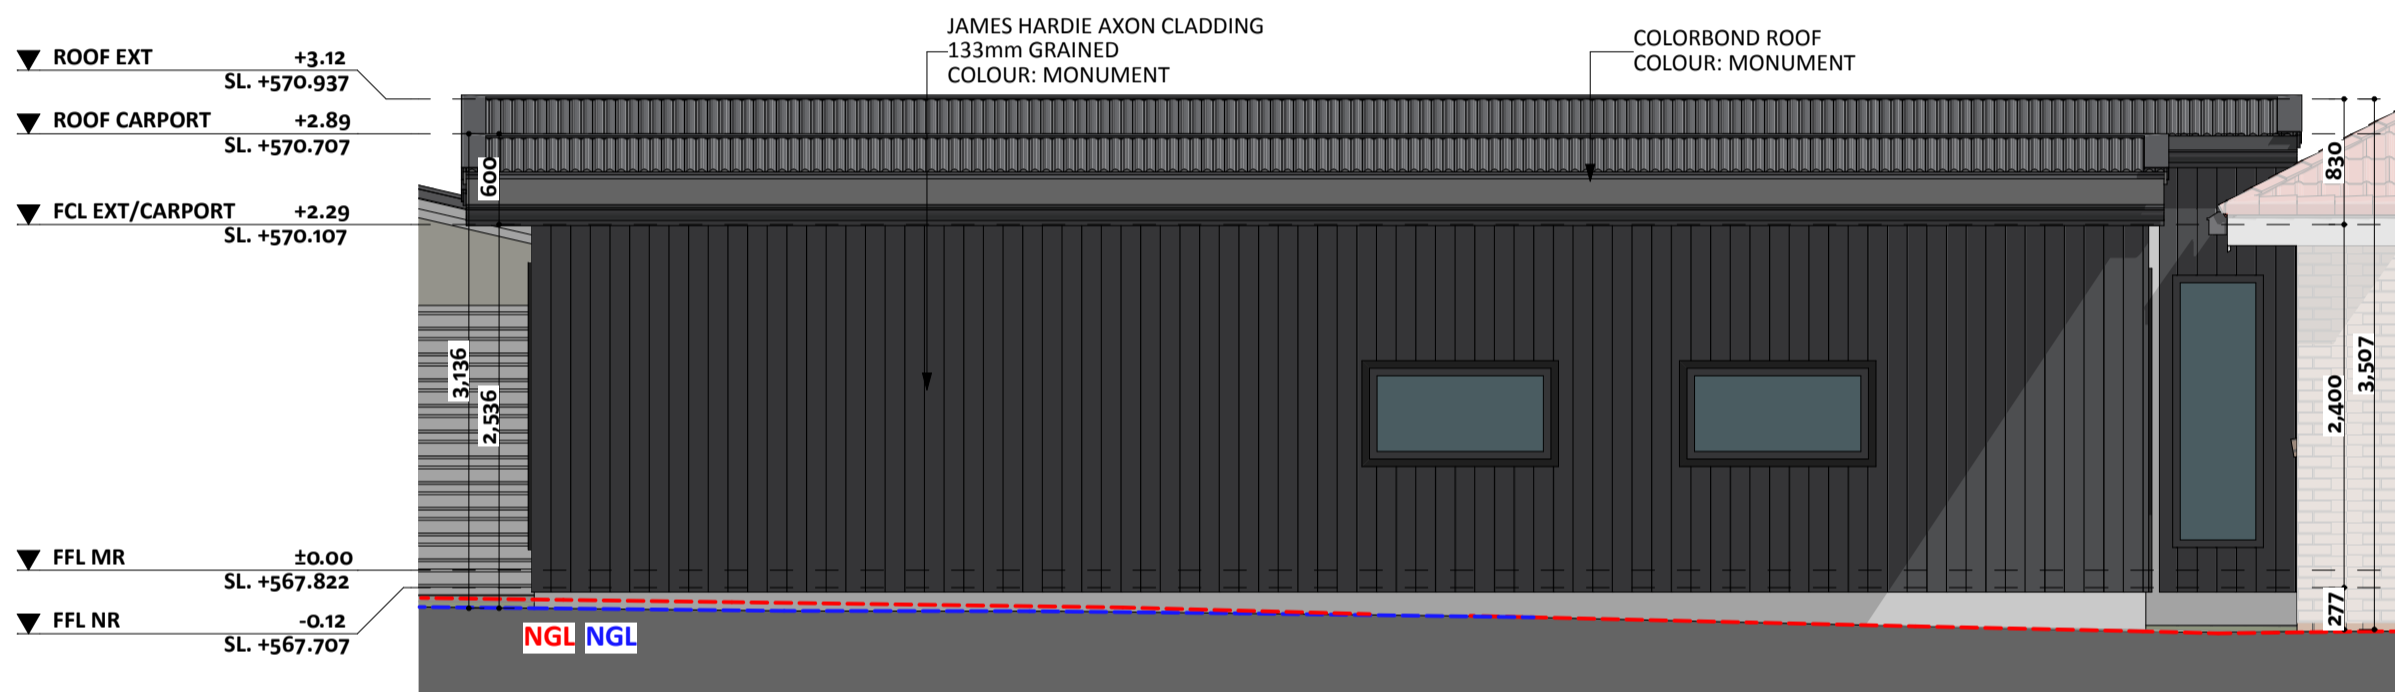 JAMES HARDIE AXON CLADDING
133mm GRAINED
COLOUR: MONUMENT
COLORBOND ROOF
COLOUR: MONUMENT
ROOF EXT +3.12
SL. +570.937
ROOF CARPORT +2.89
SL. +570.707
FCL EXT/CARPORT +2.29
SL. +570.107
FFL MR ±0.00
SL. +567.822
FFL NR -0.12
SL. +567.707
600
3,136
2,536
830
2,400
3,507
277
NGL NGL